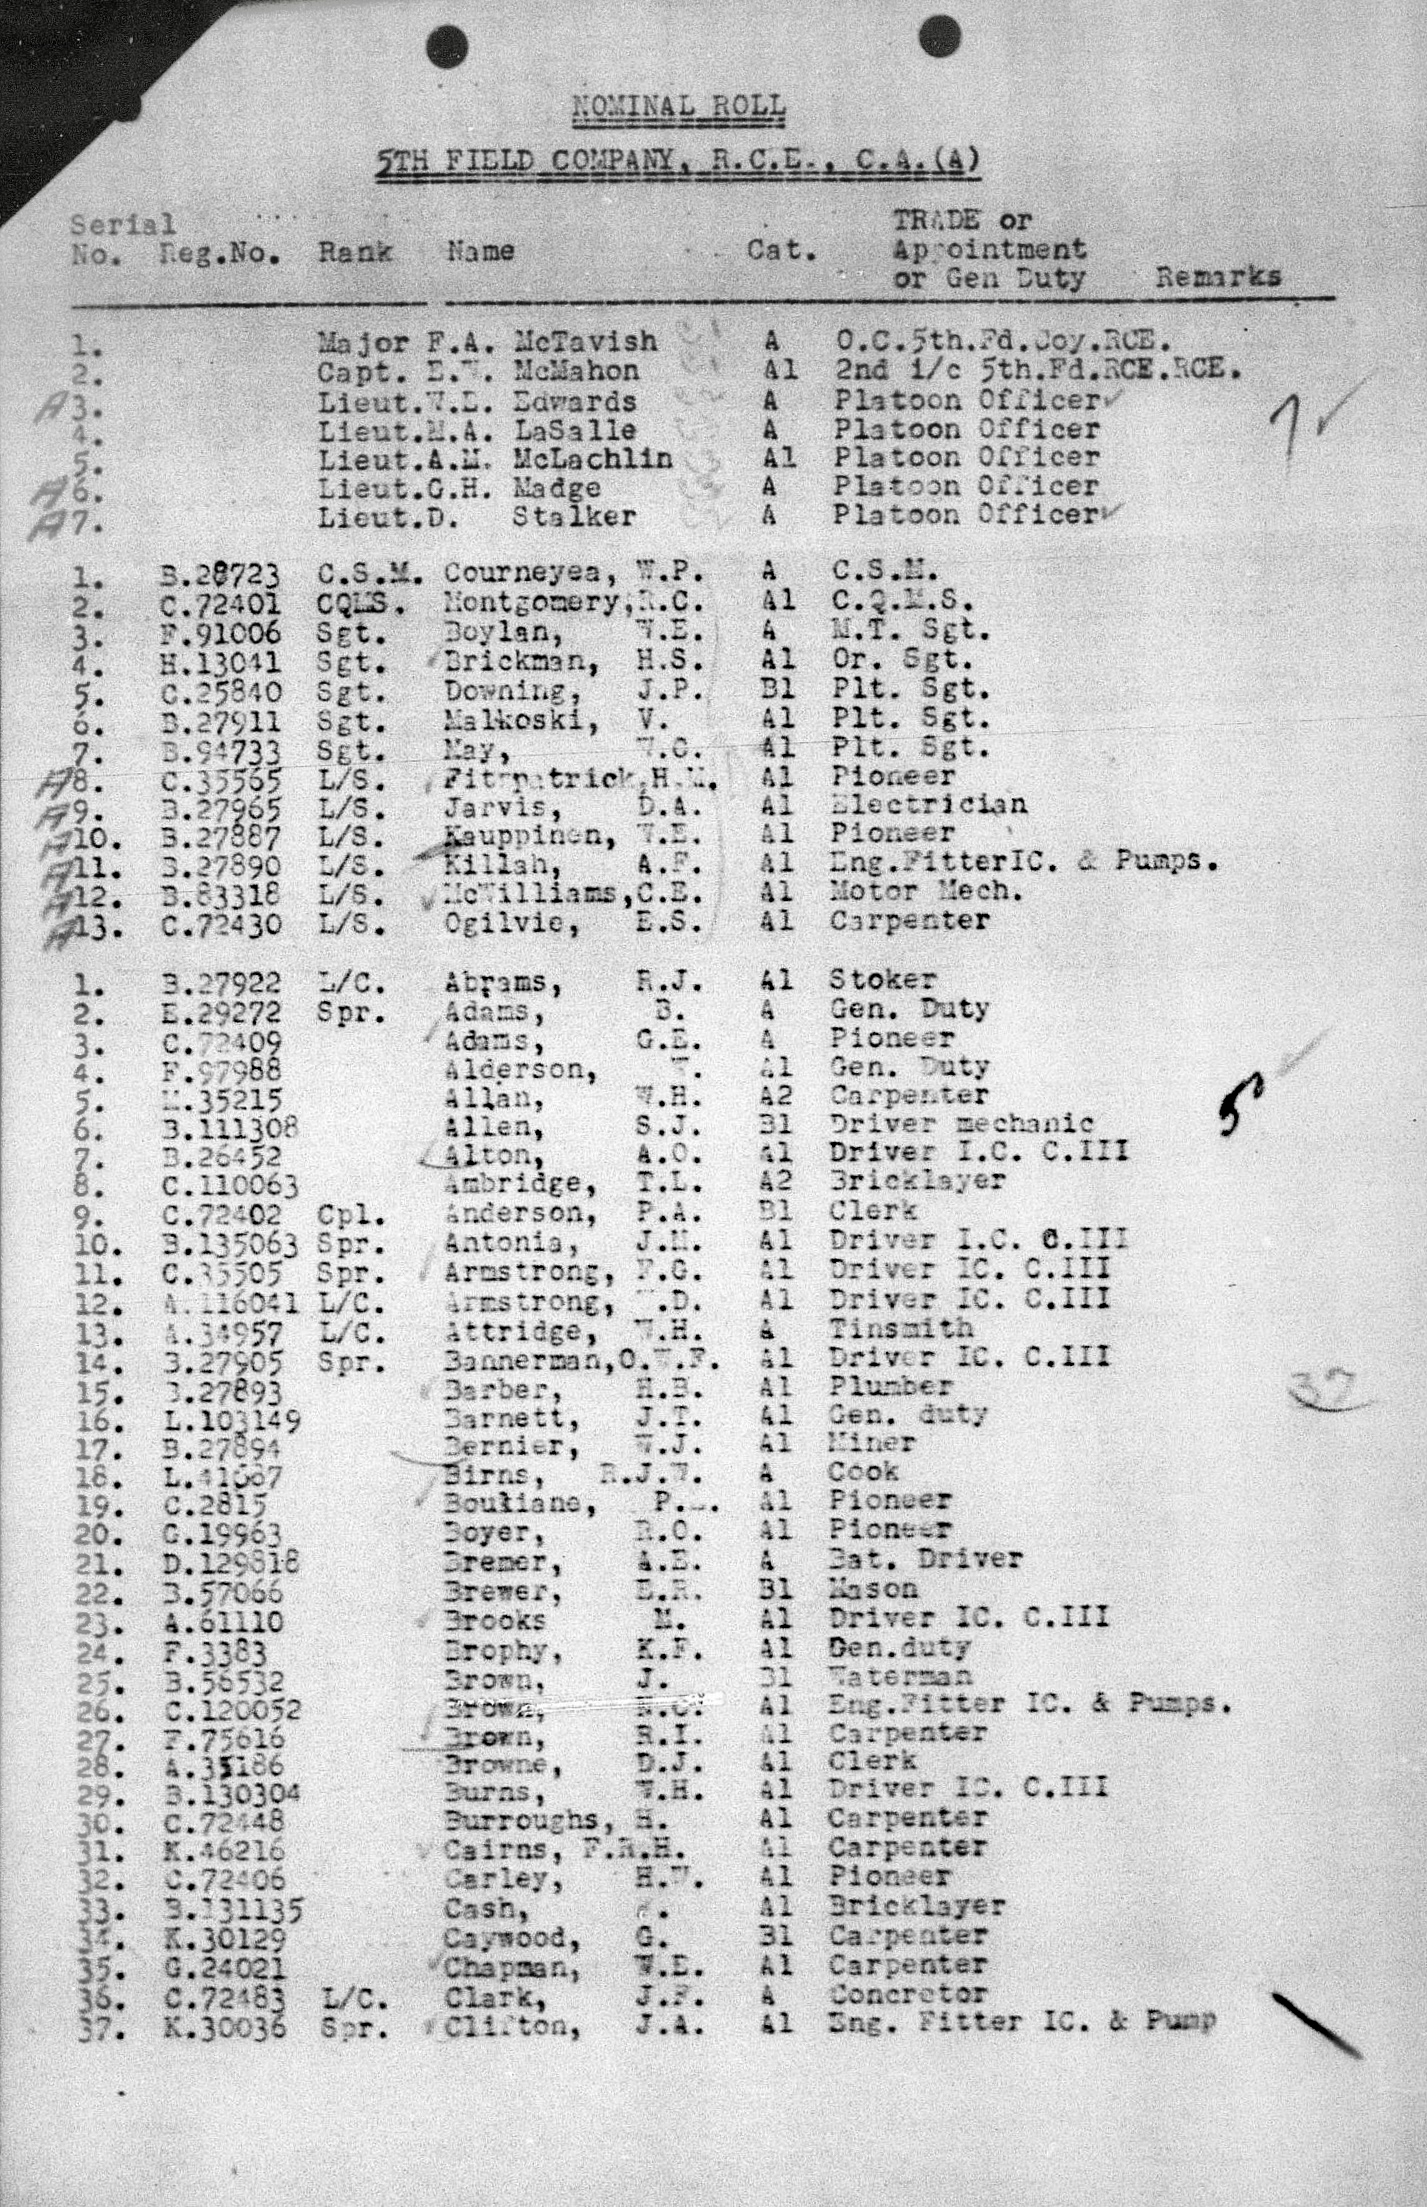 NOMINAL ROLL
5TH FIELD COMPANY, R.C.E., C.A.(A)
Serial No. Reg.No. Rank Name Cat. TRADE or Appointment or Gen Duty Remarks
1. Major F.A. McTavish A O.C.5th.Fd.Coy.RCE.
2. Capt. McMahon A1 2nd i/c 5th.Fd.RCE.RCE.
A 3. Lieut. Edwards A Platoon Officer
4. Lieut.M.A. LaSalle A Platoon Officer 7
5. Lieut.A.M. McLachlin A1 Platoon Officer
A 6. Lieut.G.H. Madge A Platoon Officer
A 7. Lieut.D. Stalker A Platoon Officer
1. B.28723 C.S.M. Courneyea, W.P. A C.S.M.
2. C.72401 CQMS. Montgomery,R.C. A1 C.Q.M.S.
3. F.91006 Sgt. Boylan, W.E. A M.T. Sgt.
4. H.13041 Sgt. Brickman, H.S. A1 Or. Sgt.
5. C.25840 Sgt. Downing, J.P. B1 Plt. Sgt.
6. B.27911 Sgt. Malkoski, V. A1 Plt. Sgt.
7. B.94733 Sgt. May, A1 Plt. Sgt.
A 8. C.35565 L/S. Fitzpatrick,H.M. A1 Pioneer
A 9. B.27965 L/S. Jarvis, D.A. A1 Electrician
A 10. B.27887 L/S. Kauppinen, W.E. A1 Pioneer
A 11. B.27890 L/S. Killah, A.F. A1 Eng.FitterIC. & Pumps.
A 12. B.83318 L/S. McWilliams,C.E. A1 Motor Mech.
A 13. C.72430 L/S. Ogilvie, E.S. A1 Carpenter
1. B.27922 L/C. Abrams, R.J. A1 Stoker
2. B.29272 Spr. Adams, B. A Gen. Duty
3. C.72409 Adams, G.E. A Pioneer
4. F.97988 Alderson, A1 Gen. Duty
5. Allan, W.H. A2 Carpenter 5
6. B.111308 Allen, S.J. B1 Driver mechanic
7. B.26452 Alton, A.O. A1 Driver I.C. C.III
8. C.110063 Ambridge, T.L. A2 Bricklayer
9. C.72402 Cpl. Anderson, P.A. B1 Clerk
10. B.135063 Spr. Antonia, J.M. A1 Driver I.C. C.III
11. C.35505 Spr. Armstrong, F.G. A1 Driver IC. C.III
12. A.116041 L/C. Armstrong, A1 Driver IC. C.III
13. A.34957 L/C. Attridge, W.H. A Tinsmith
14. B.27905 Spr. Bannerman,O.W.F. A1 Driver IC. C.III
15. B.27893 Barber, H.B. A1 Plumber 37
16. L.103149 Barnett, J.T. A1 Gen. duty
17. B.27894 Bernier, W.J. A1 Miner
18. Birns, R.J.W. A Cook
19. C.2815 Bouliane, A1 Pioneer
20. G.19963 Boyer, R.O. A1 Pioneer
21. D.129818 Bremer, A Bat. Driver
22. B.57066 Brewer, E.R. B1 Mason
23. A.61110 Brooks M. A1 Driver IC. C.III
24. F.3383 Brophy, K.F. A1 Gen.duty
25. B.56532 Brown, J. B1 Waterman
26. C.120052 Brown, A1 Eng.Fitter IC. & Pumps.
27. F.75616 Brown, R.I. A1 Carpenter
28. A.35186 Browne, D.J. A1 Clerk
29. B.130304 Burns, W.H. A1 Driver IC. C.III
30. C.72448 Burroughs, H. A1 Carpenter
31. K.46216 Cairns, F.R.H. A1 Carpenter
32. C.72406 Carley, H.W. A1 Pioneer
33. B.131135 Cash, A1 Bricklayer
34. K.30129 Caywood, G. B1 Carpenter
35. G.24021 Chapman, W.E. A1 Carpenter
36. C.72483 L/C. Clark, J.F. A Concretor
37. K.30036 Spr. Clifton, J.A. A1 Eng. Fitter IC. & Pump